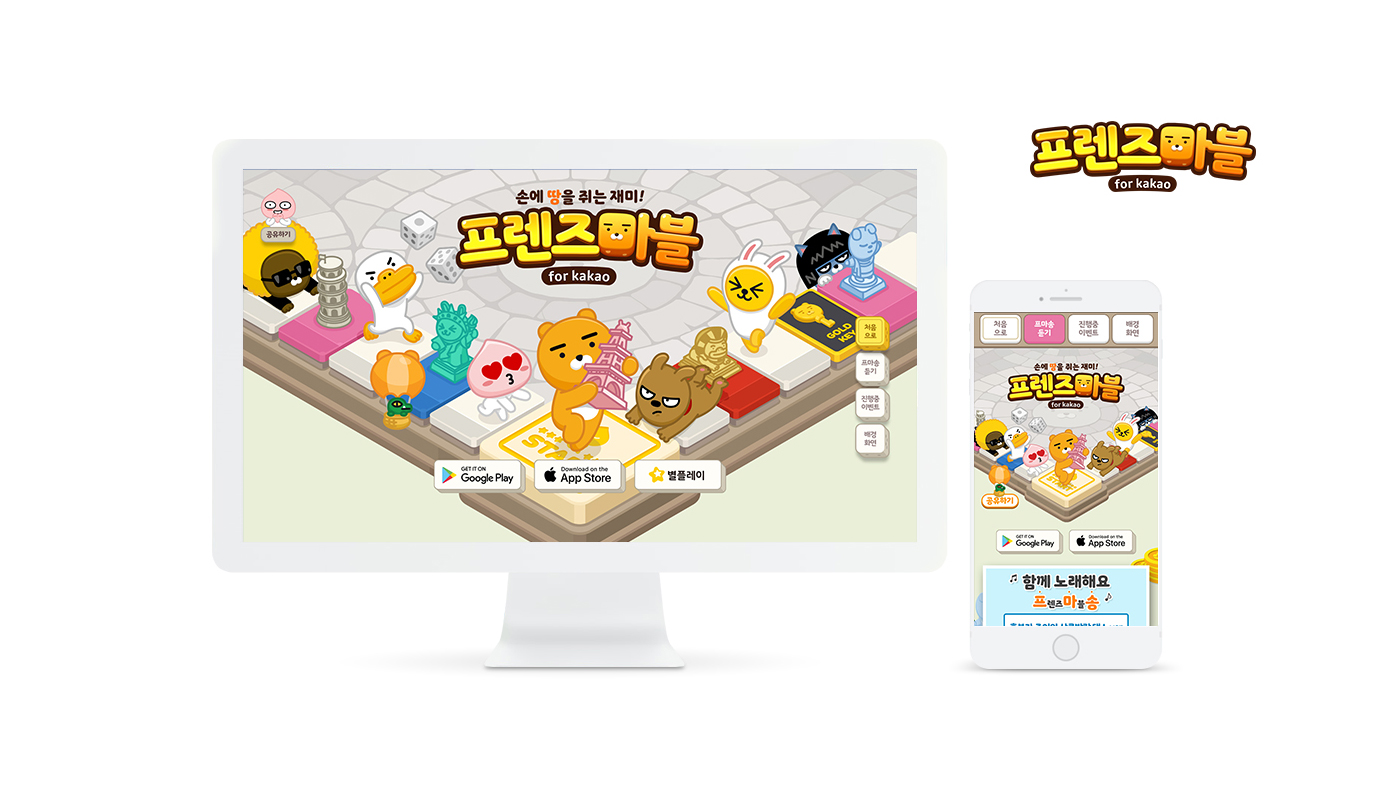 손에 땅을 쥐는 재미!
프렌즈마블
for kakao
공유하기
GOLD
KEY
START
처음
으로
프마송
듣기
진행중
이벤트
배경
화면
GET IT ON
Google Play
Download on the
App Store
별플레이
프렌즈마블
for kakao
처음
으로
프마송
듣기
진행중
이벤트
배경
화면
손에 땅을 쥐는 재미!
프렌즈마블
for kakao
START
공유하기
GET IT ON
Google Play
Download on the
App Store
함께 노래해요
프렌즈마블송